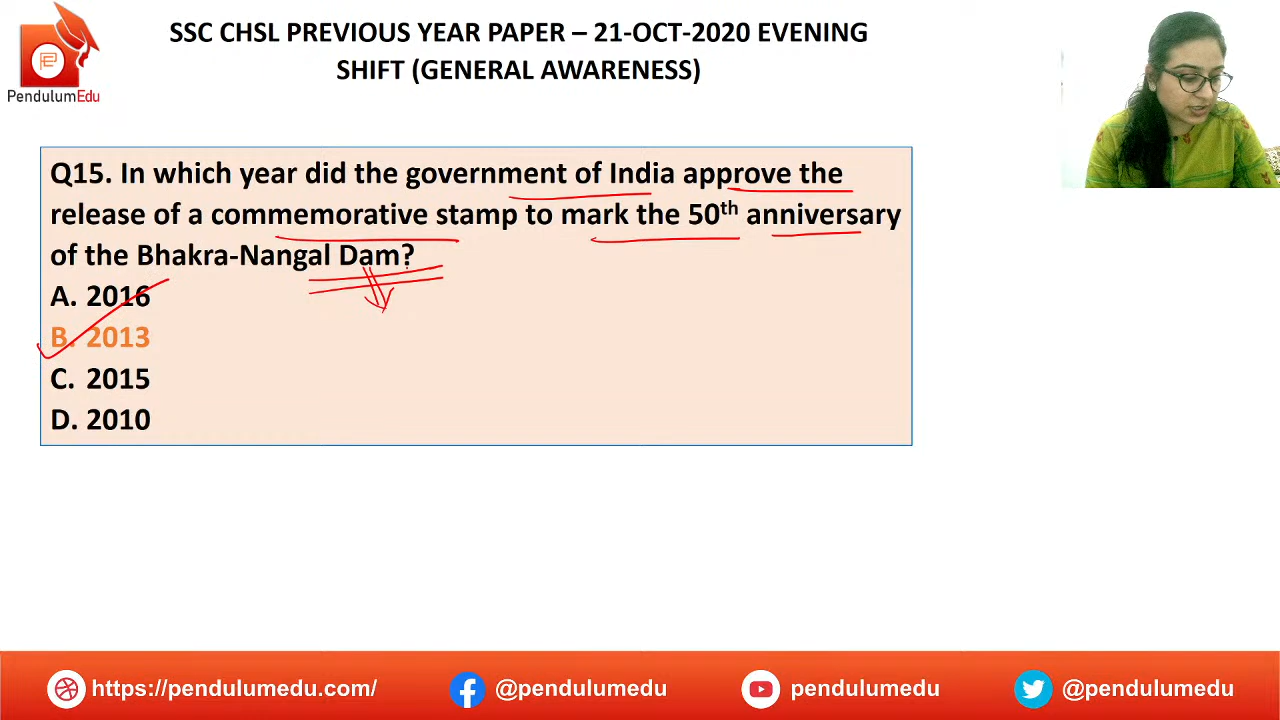 SSC CHSL PREVIOUS YEAR PAPER – 21-OCT-2020 EVENING
SHIFT (GENERAL AWARENESS)
PendulumEdu
Q15. In which year did the government of India approve the
release of a commemorative stamp to mark the 50th anniversary
of the Bhakra-Nangal Dam?
A. 2016
B. 2013
C. 2015
D. 2010
https://pendulumedu.com/
@pendulumedu
pendulumedu
@pendulumedu